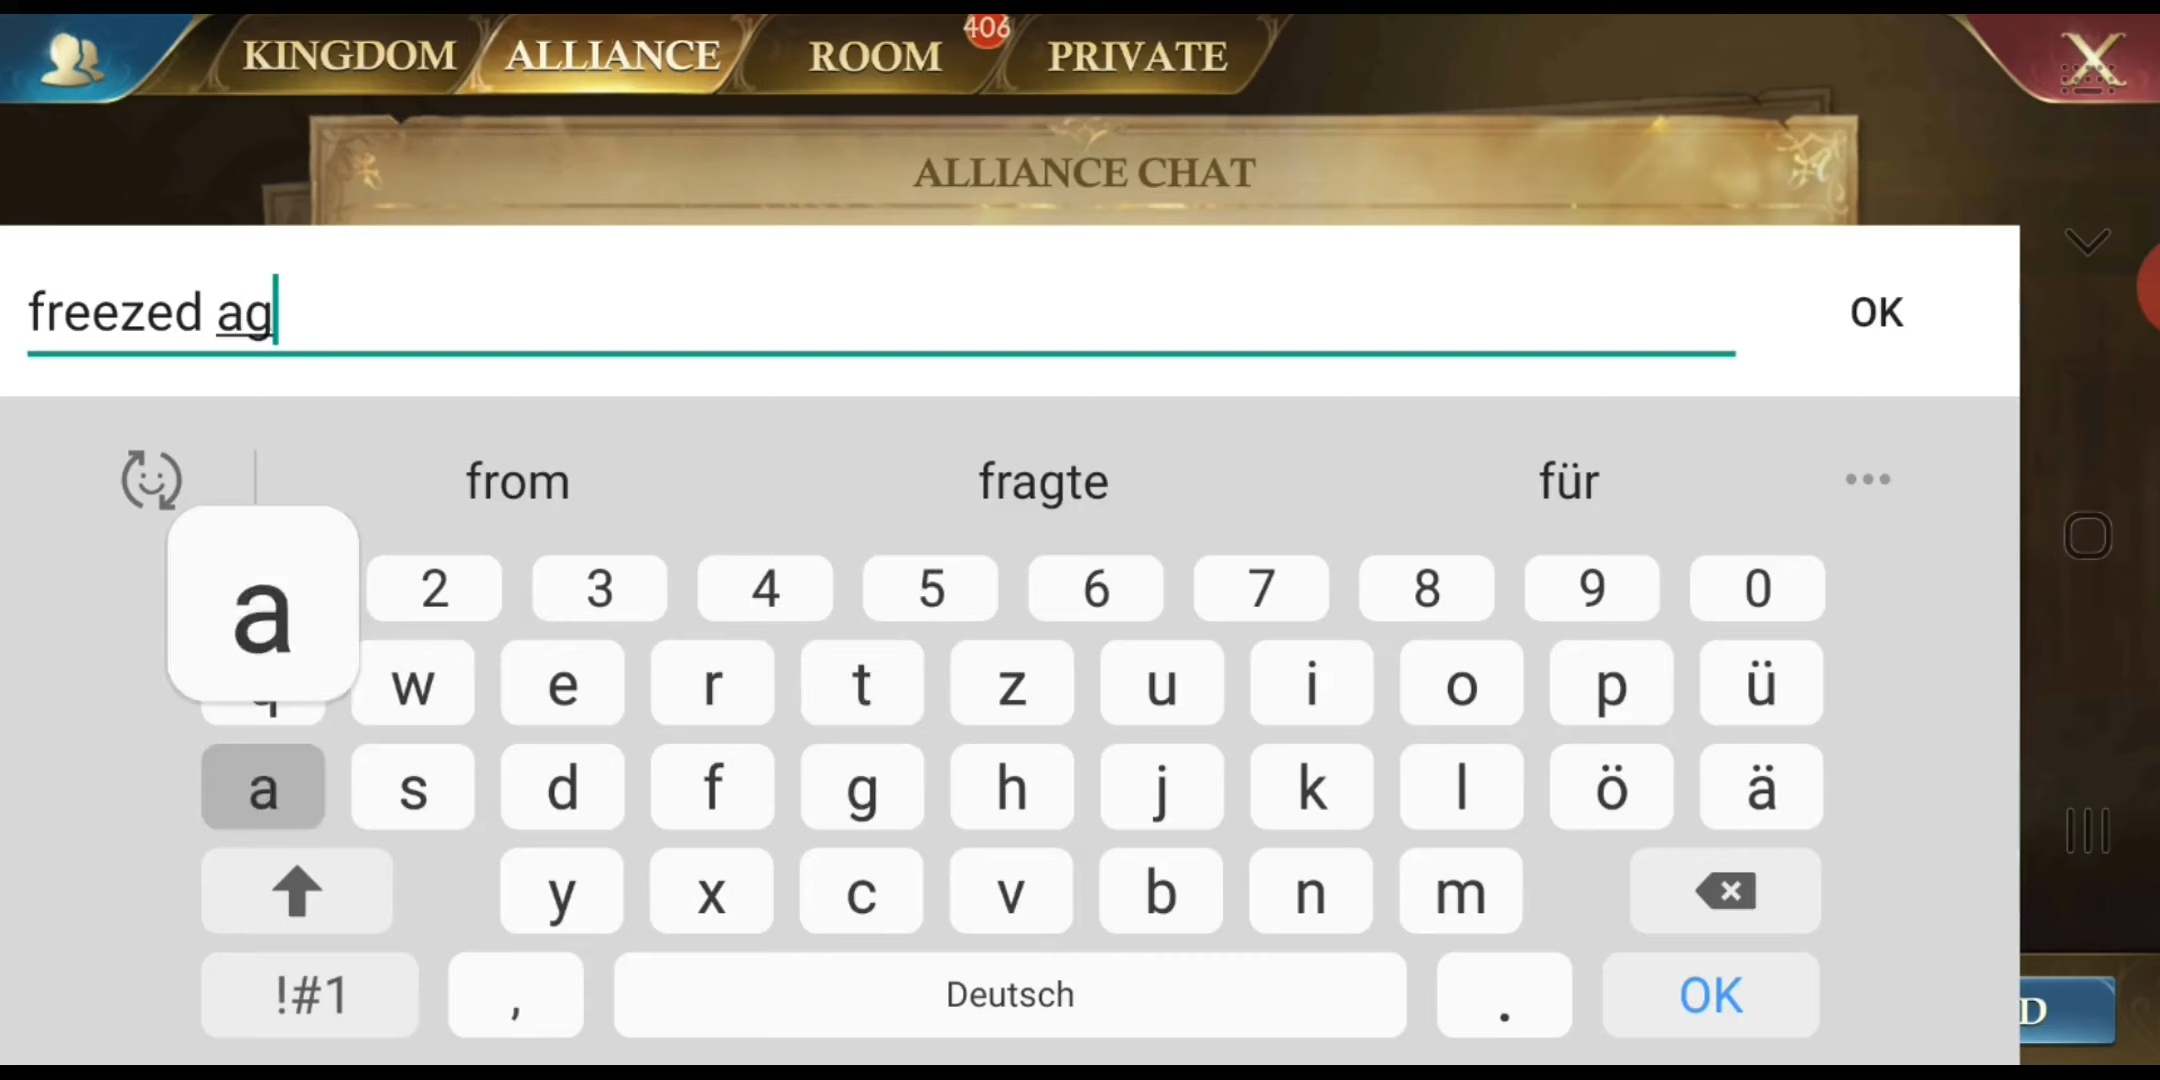 KINGDOM ALLIANCE ROOM 406 PRIVATE X
ALLIANCE CHAT
freezed ag OK
from fragte für
a 2 3 4 5 6 7 8 9 0
w e r t z u i o p ü
a s d f g h j k l ö ä
y x c v b n m
!#1 , Deutsch . OK
D